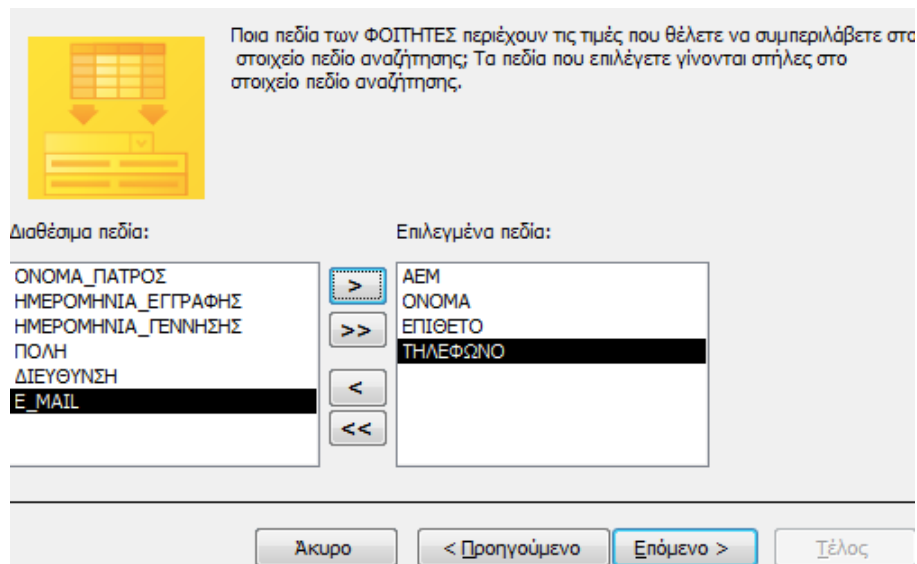 Ποια πεδία των ΦΟΙΤΗΤΕΣ περιέχουν τις τιμές που θέλετε να συμπεριλάβετε στο
στοιχείο πεδίο αναζήτησης; Τα πεδία που επιλέγετε γίνονται στήλες στο
στοιχείο πεδίο αναζήτησης.
Διαθέσιμα πεδία:
ΟΝΟΜΑ_ΠΑΤΡΟΣ
ΗΜΕΡΟΜΗΝΙΑ_ΕΓΓΡΑΦΗΣ
ΗΜΕΡΟΜΗΝΙΑ_ΓΕΝΝΗΣΗΣ
ΠΟΛΗ
ΔΙΕΥΘΥΝΣΗ
E_MAIL
>
>>
<
<<
Επιλεγμένα πεδία:
ΑΕΜ
ΟΝΟΜΑ
ΕΠΙΘΕΤΟ
ΤΗΛΕΦΩΝΟ
Άκυρο
< Προηγούμενο
Επόμενο >
Τέλος